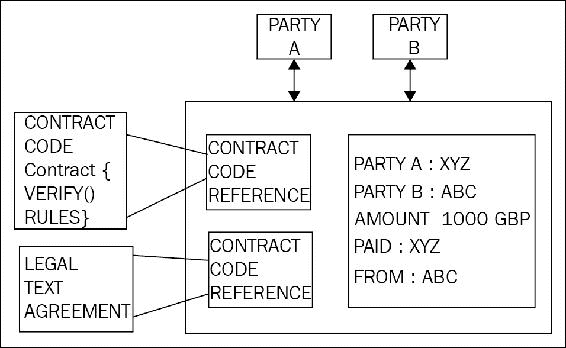 PARTY
A
PARTY
B
CONTRACT
CODE
Contract {
VERIFY()
RULES}
CONTRACT
CODE
REFERENCE
PARTY A : XYZ
PARTY B : ABC
AMOUNT 1000 GBP
PAID : XYZ
FROM : ABC
LEGAL
TEXT
AGREEMENT
CONTRACT
CODE
REFERENCE